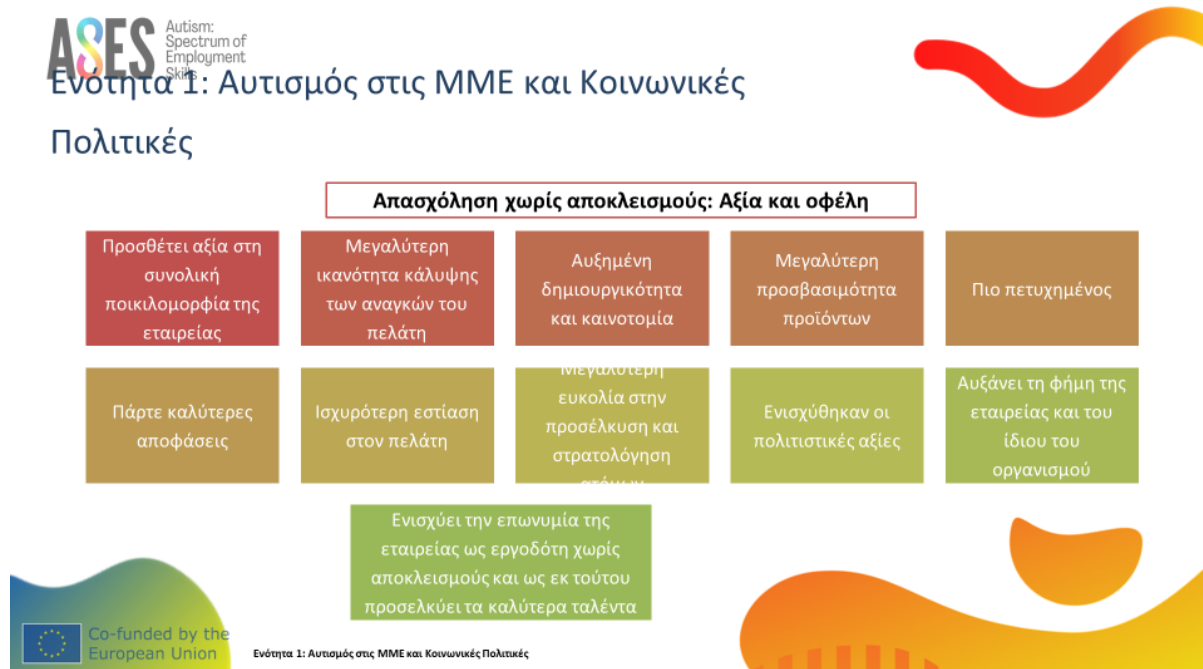 ASES
Autism:
Spectrum of
Employment
Skills
Ενότητα 1: Αυτισμός στις ΜΜΕ και Κοινωνικές
Πολιτικές
Απασχόληση χωρίς αποκλεισμούς: Αξία και οφέλη
Προσθέτει αξία στη
συνολική
ποικιλομορφία της
εταιρείας
Μεγαλύτερη
ικανότητα κάλυψης
των αναγκών του
πελάτη
Αυξημένη
δημιουργικότητα
και καινοτομία
Μεγαλύτερη
προσβασιμότητα
προϊόντων
Πιο πετυχημένος
Πάρτε καλύτερες
αποφάσεις
Ισχυρότερη εστίαση
στον πελάτη
Μεγαλύτερη
ευκολία στην
προσέλκυση και
στρατολόγηση
ατόμων
Ενισχύθηκαν οι
πολιτιστικές αξίες
Αυξάνει τη φήμη της
εταιρείας και του
ίδιου του
οργανισμού
Ενισχύει την επωνυμία της
εταιρείας ως εργοδότη χωρίς
αποκλεισμούς και ως εκ τούτου
προσελκύει τα καλύτερα ταλέντα
Co-funded by the
European Union
Ενότητα 1: Αυτισμός στις ΜΜΕ και Κοινωνικές Πολιτικές